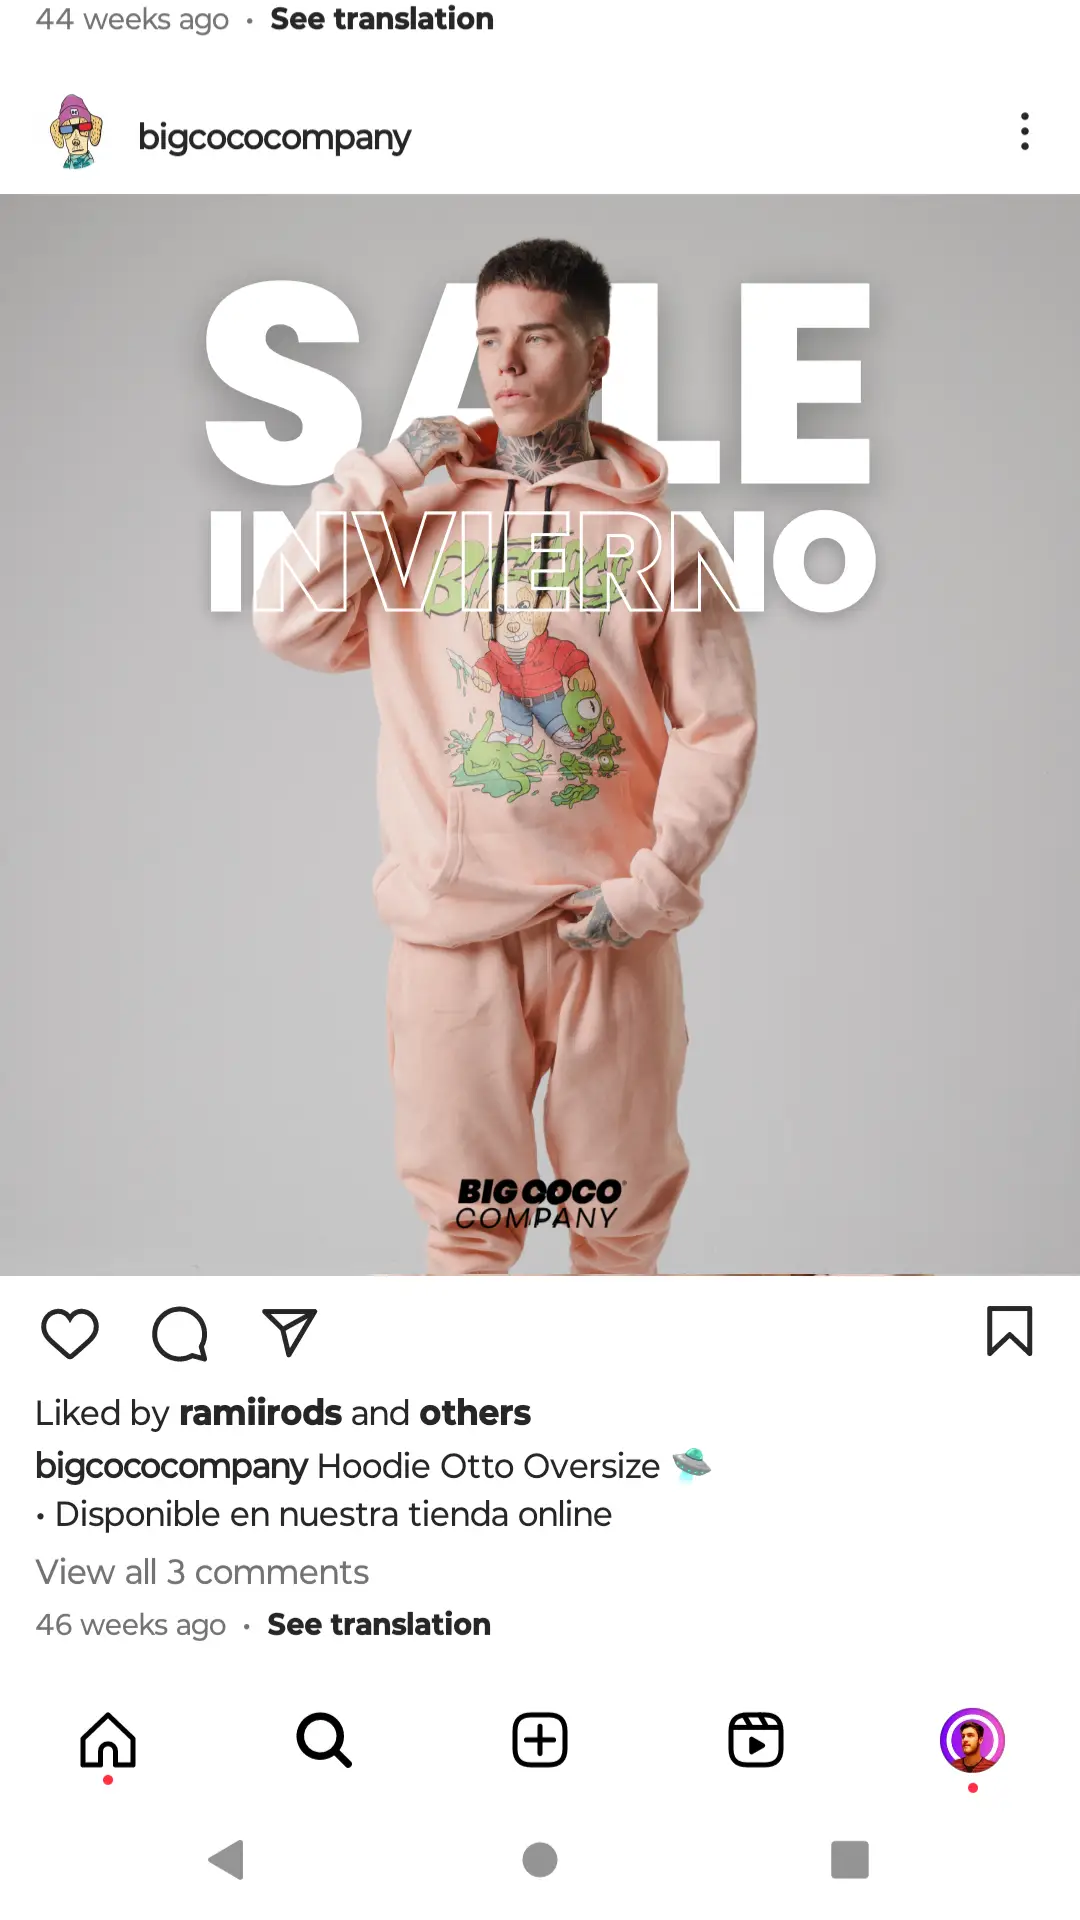 44 weeks ago • See translation
bigcococompany
SALE
INVIERNO
BIG COCO
COMPANY
Liked by ramiirods and others
bigcococompany Hoodie Otto Oversize
• Disponible en nuestra tienda online
View all 3 comments
46 weeks ago • See translation